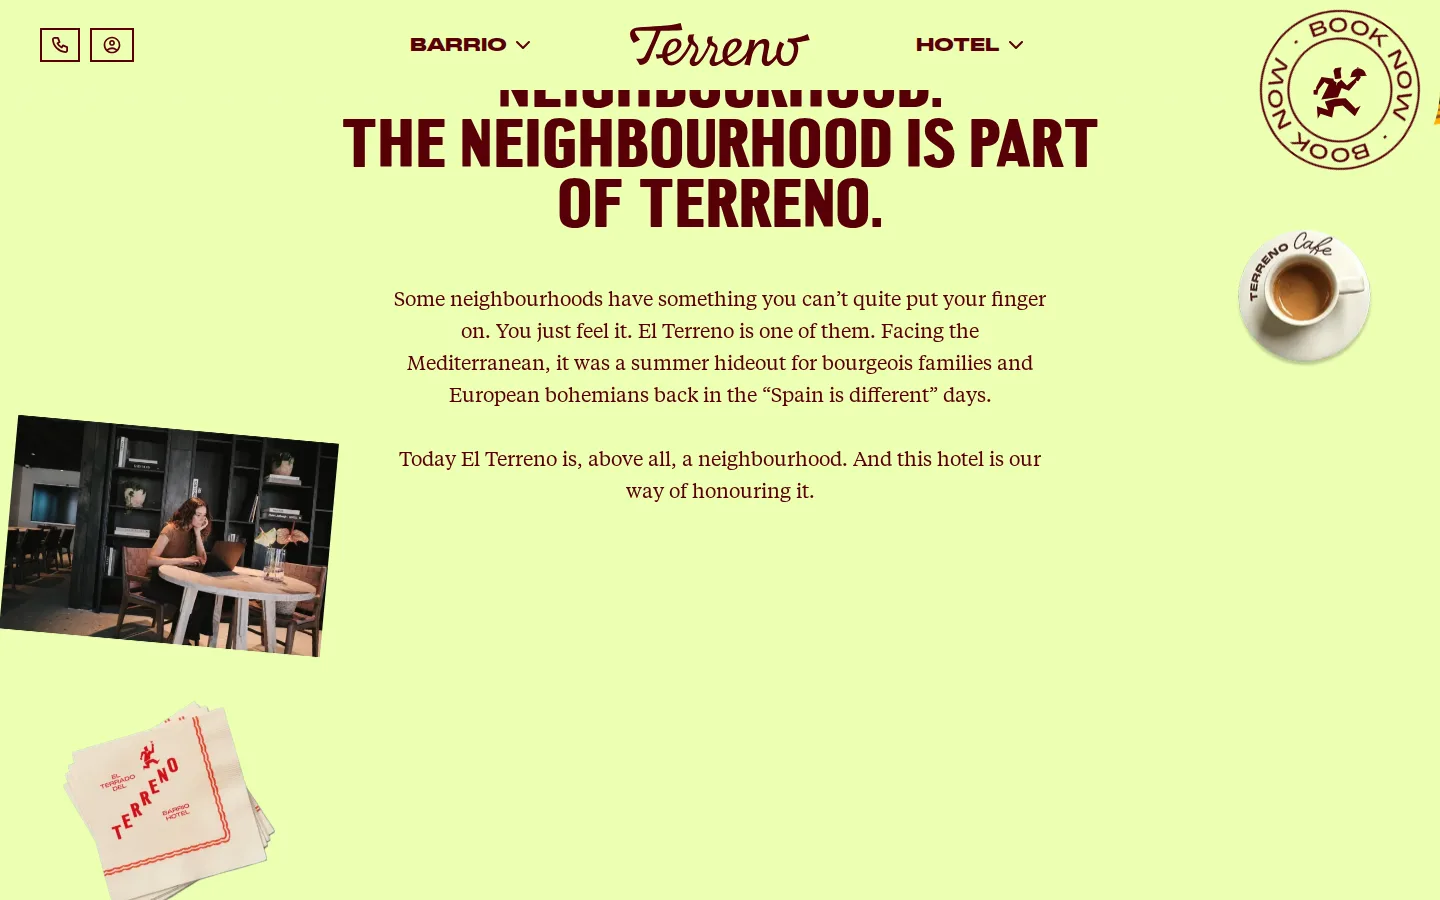 BARRIO
Terreno
HOTEL
BOOK NOW · BOOK NOW ·
NEIGHBOURHOOD.
THE NEIGHBOURHOOD IS PART
OF TERRENO.
TERRENO Cafe
Some neighbourhoods have something you can’t quite put your finger
on. You just feel it. El Terreno is one of them. Facing the
Mediterranean, it was a summer hideout for bourgeois families and
European bohemians back in the “Spain is different” days.
Today El Terreno is, above all, a neighbourhood. And this hotel is our
way of honouring it.
EL
TERRADO
DEL
TERRENO
BARRIO
HOTEL